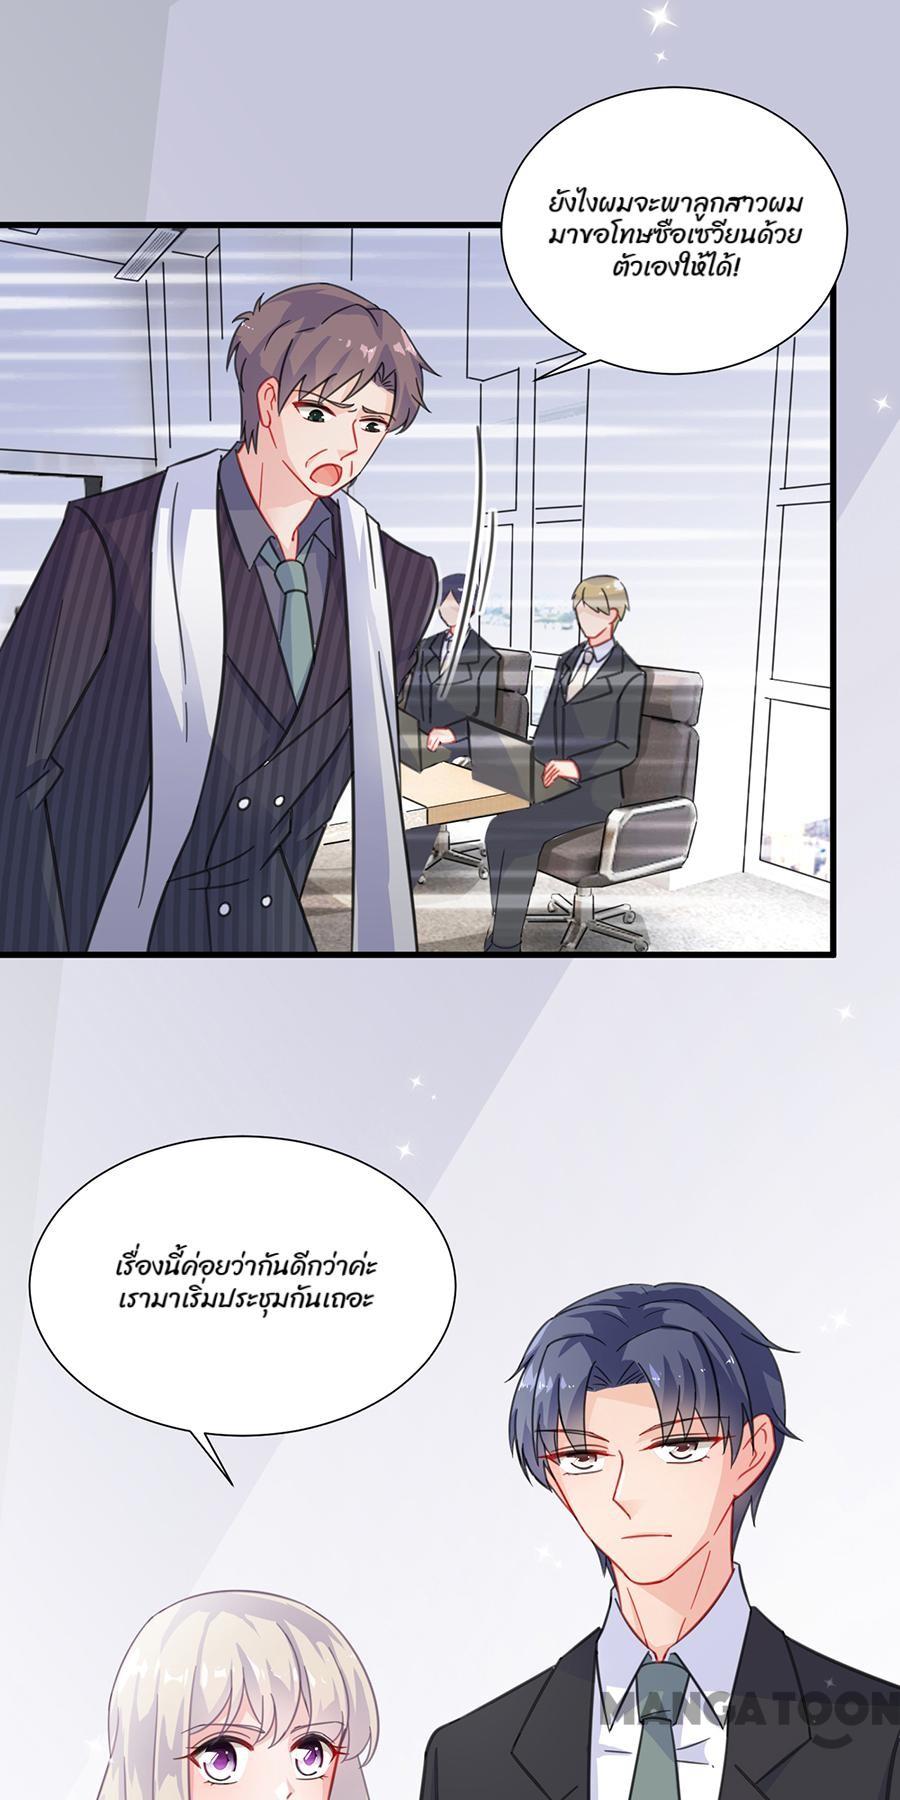 ยังไงผมจะพาลูกสาวผม
มาขอโทษซือเซวียนด้วย
ตัวเองให้ได้!
เรื่องนี้ค่อยว่ากันดีกว่าค่ะ
เรามาเริ่มประชุมกันเถอะ
MANGATOON